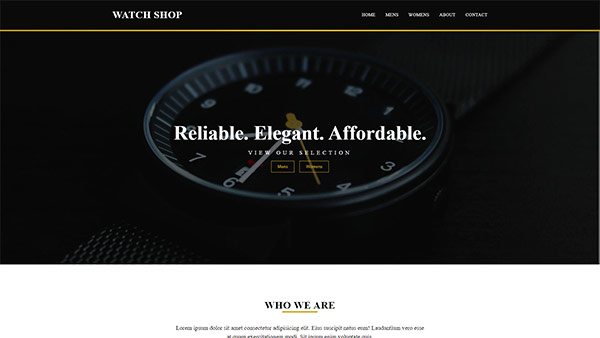 WATCH SHOP
HOME MENS WOMENS ABOUT CONTACT
Reliable. Elegant. Affordable.
VIEW OUR SELECTION
Mens Womens
WHO WE ARE
Lorem ipsum dolor sit amet consectetur adipisicing elit. Eius suscipit natus eum! Laudantium vero esse
at quam exercitationem modi. Sit ipsam enim voluptate quis.